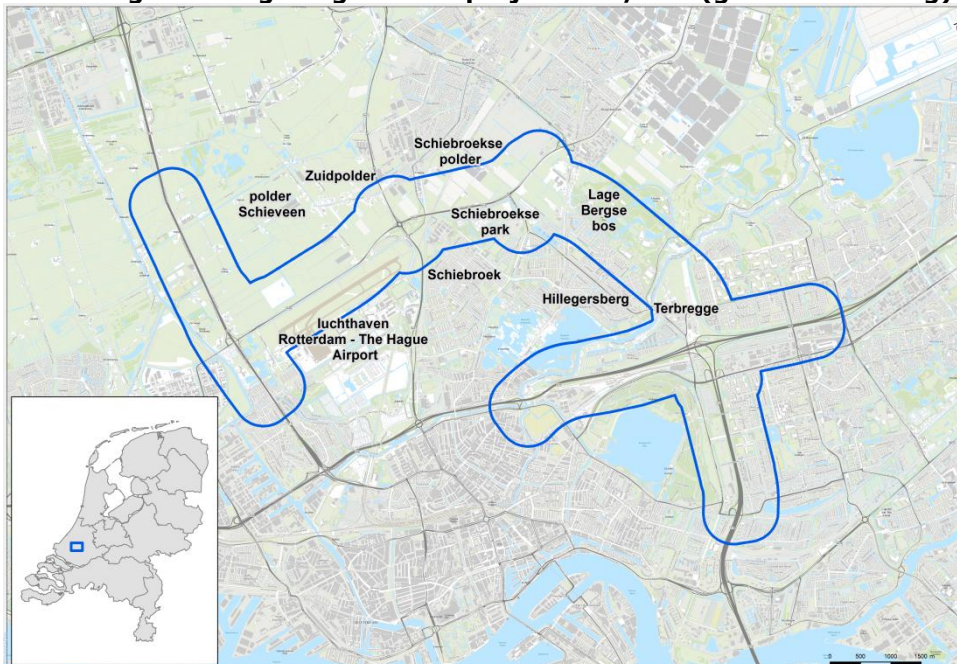 Schiebroekse
polder
Zuidpolder
polder
Schieveen
Lage
Bergse
bos
Schiebroekse
park
Schiebroek
Hillegersberg
Terbregge
luchthaven
Rotterdam - The Hague
Airport
0 500 1000 1500 m